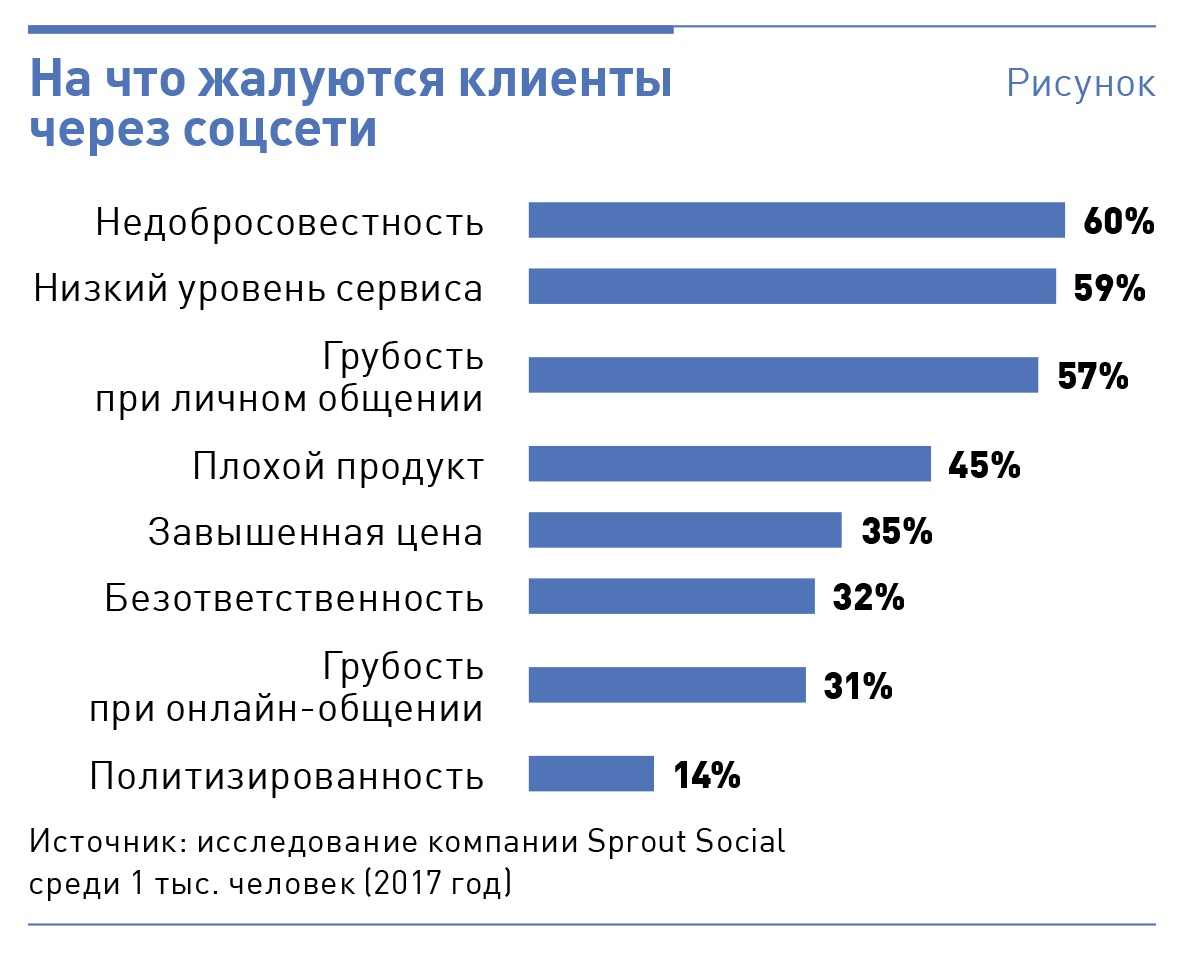 На что жалуются клиенты
через соцсети
Рисунок
Недобросовестность 60%
Низкий уровень сервиса 59%
Грубость
при личном общении 57%
Плохой продукт 45%
Завышенная цена 35%
Безответственность 32%
Грубость
при онлайн-общении 31%
Политизированность 14%
Источник: исследование компании Sprout Social
среди 1 тыс. человек (2017 год)